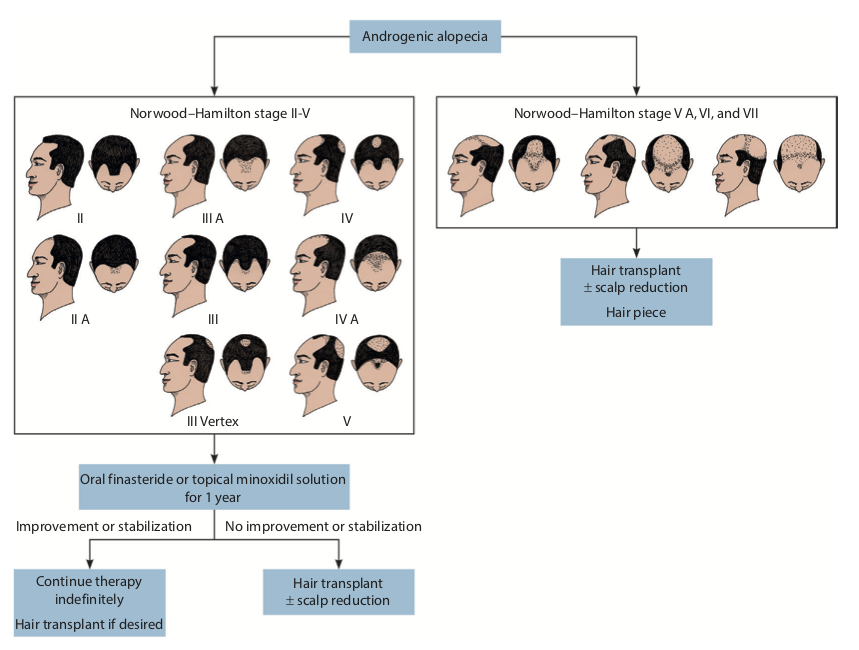 Androgenic alopecia
Norwood–Hamilton stage II-V
II
III A
IV
II A
III
IV A
III Vertex
V
Norwood–Hamilton stage V A, VI, and VII
Hair transplant
± scalp reduction
Hair piece
Oral finasteride or topical minoxidil solution
for 1 year
Improvement or stabilization
No improvement or stabilization
Continue therapy
indefinitely
Hair transplant if desired
Hair transplant
± scalp reduction